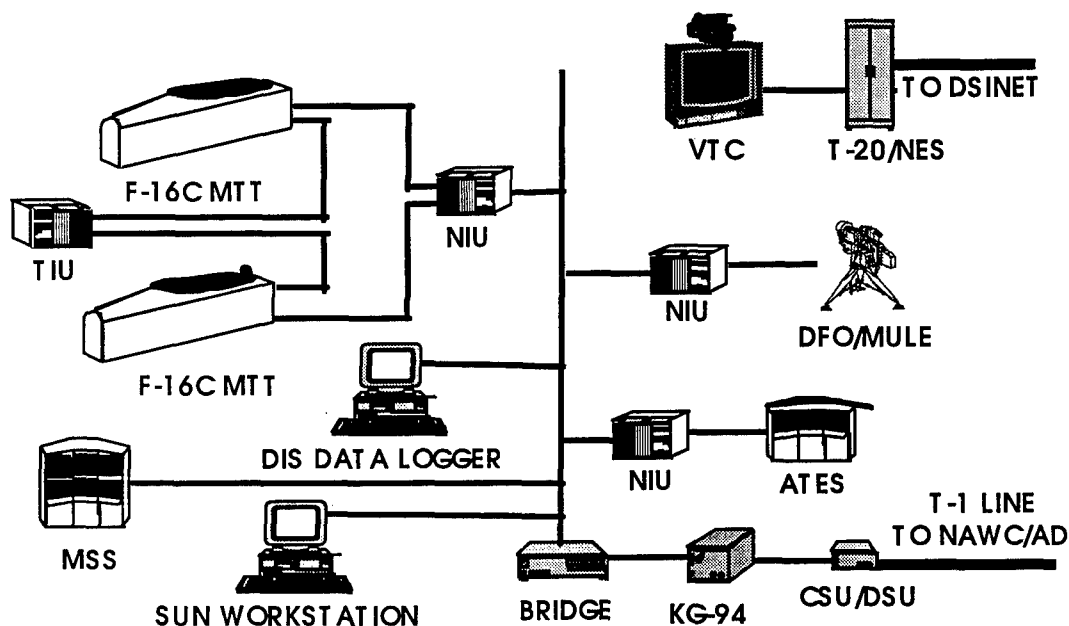 TO DSINET
VTC
T-20/NES
F-16C MTT
NIU
TIU
NIU
DFO/MULE
F-16C MTT
DIS DATA LOGGER
NIU
ATES
T-1 LINE
TO NAWC/AD
MSS
CSU/DSU
SUN WORKSTATION
BRIDGE
KG-94